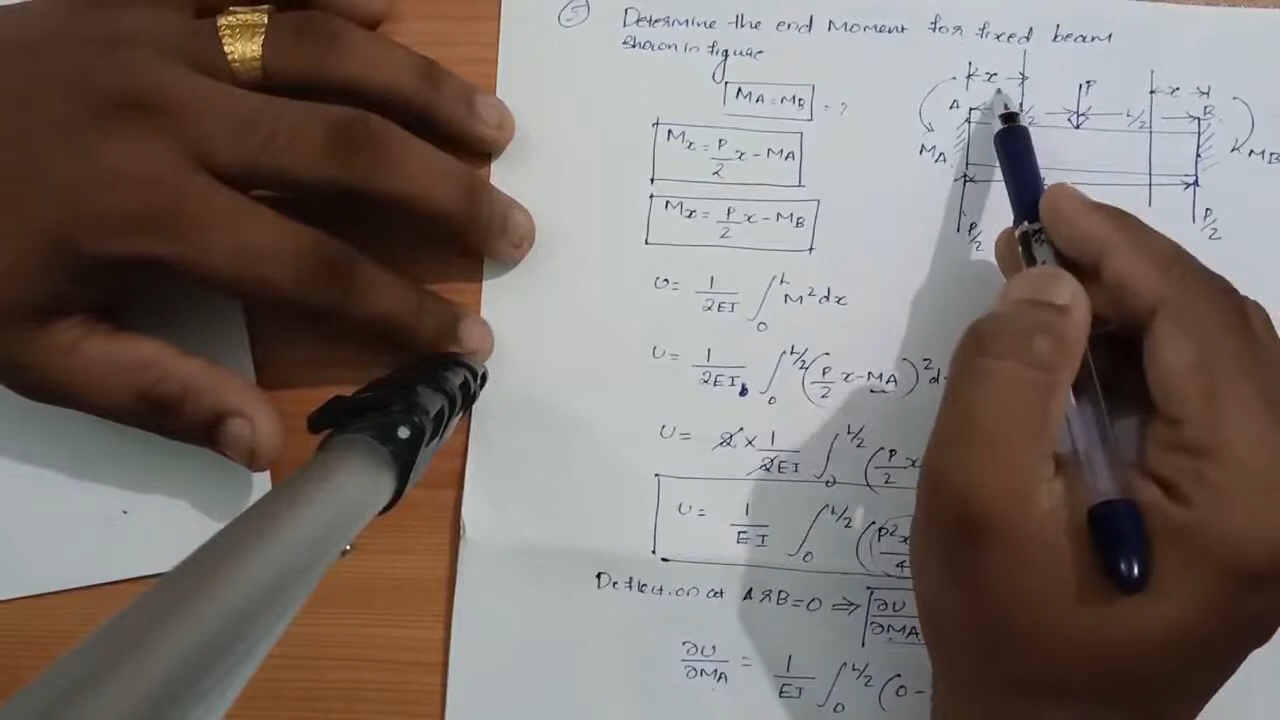 5 Determine the end Moment for fixed beam
shown in figure
MA = MB = ?
Mx = P/2 x - MA
Mx = P/2 x - MB
x P x
A L/2 L/2 B
MA MB
P/2 P/2
U = 1/2EI ∫₀ᴸ M² dx
U = 1/2EI ∫₀^L/2 (P/2 x - MA)² d
U = 2 × 1/2EI ∫₀^L/2 (P/2 x
U = 1/EI ∫₀^L/2 (P²x /4
Deflection at A & B = 0 ⇒ ∂U/∂MA
∂U/∂MA = 1/EI ∫₀^L/2 (0 -